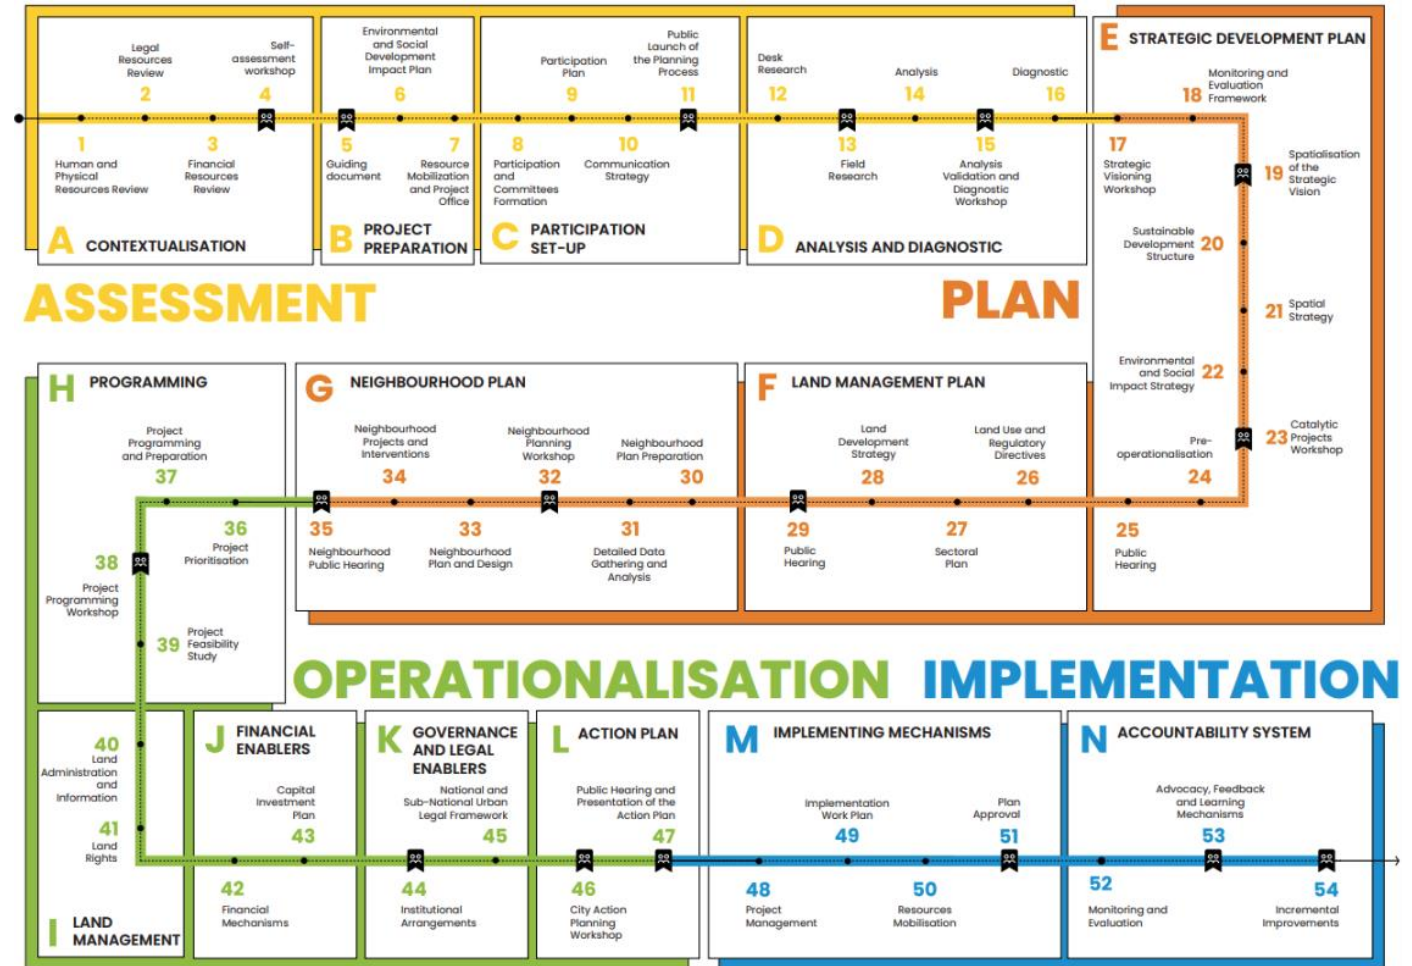 Legal
Resources
Review
2
Self-
assessment
workshop
4
1
Human and
Physical
Resources Review
3
Financial
Resources
Review
A CONTEXTUALISATION
Environmental
and Social
Development
Impact Plan
6
5
Guiding
document
7
Resource
Mobilization
and Project
Office
B PROJECT
PREPARATION
Participation
Plan
9
Public
Launch of
the Planning
Process
11
8
Participation
and
Committees
Formation
10
Communication
Strategy
C PARTICIPATION
SET-UP
Desk
Research
12
Analysis
14
Diagnostic
16
13
Field
Research
15
Analysis
Validation and
Diagnostic
Workshop
D ANALYSIS AND DIAGNOSTIC
E STRATEGIC DEVELOPMENT PLAN
18 Monitoring and
Evaluation
Framework
17
Strategic
Visioning
Workshop
19 Spatialisation
of the
Strategic
Vision
Sustainable
Development
Structure 20
21 Spatial
Strategy
Environmental
and Social
Impact Strategy 22
23 Catalytic
Projects
Workshop
Pre-
operationalisation
24
25
Public
Hearing
ASSESSMENT
PLAN
F LAND MANAGEMENT PLAN
Land
Development
Strategy
28
Land Use and
Regulatory
Directives
26
29
Public
Hearing
27
Sectoral
Plan
G NEIGHBOURHOOD PLAN
Neighbourhood
Projects and
Interventions
34
Neighbourhood
Planning
Workshop
32
Neighbourhood
Plan Preparation
30
35
Neighbourhood
Public Hearing
33
Neighbourhood
Plan and Design
31
Detailed Data
Gathering and
Analysis
H PROGRAMMING
Project
Programming
and Preparation
37
36
Project
Prioritisation
38
Project
Programming
Workshop
39 Project
Feasibility
Study
OPERATIONALISATION
IMPLEMENTATION
40
Land
Administration
and
Information
41
Land
Rights
I LAND
MANAGEMENT
J FINANCIAL
ENABLERS
Capital
Investment
Plan
43
42
Financial
Mechanisms
K GOVERNANCE
AND LEGAL
ENABLERS
National and
Sub-National Urban
Legal Framework
45
44
Institutional
Arrangements
L ACTION PLAN
Public Hearing and
Presentation of the
Action Plan
47
46
City Action
Planning
Workshop
M IMPLEMENTING MECHANISMS
Implementation
Work Plan
49
Plan
Approval
51
48
Project
Management
50
Resources
Mobilisation
N ACCOUNTABILITY SYSTEM
Advocacy, Feedback
and Learning
Mechanisms
53
52
Monitoring and
Evaluation
54
Incremental
Improvements